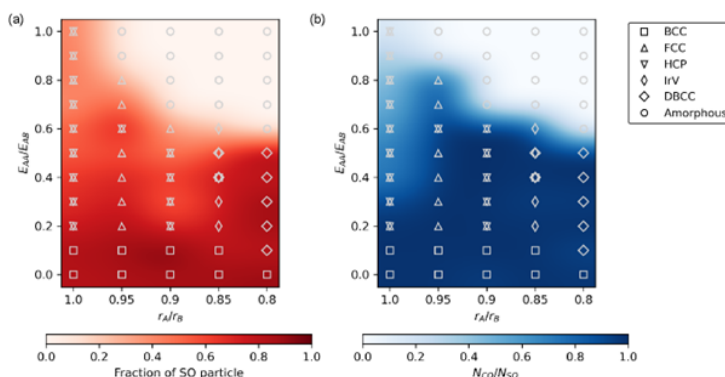 (a)
1.0
0.8
0.6
0.4
0.2
0.0
E_AA/E_AB
1.0 0.95 0.9 0.85 0.8
r_A/r_B
0.0 0.2 0.4 0.6 0.8 1.0
Fraction of SO particle
(b)
1.0
0.8
0.6
0.4
0.2
0.0
E_AA/E_AB
1.0 0.95 0.9 0.85 0.8
r_A/r_B
0.0 0.2 0.4 0.6 0.8 1.0
N_CO/N_SO
BCC
FCC
HCP
IrV
DBCC
Amorphous